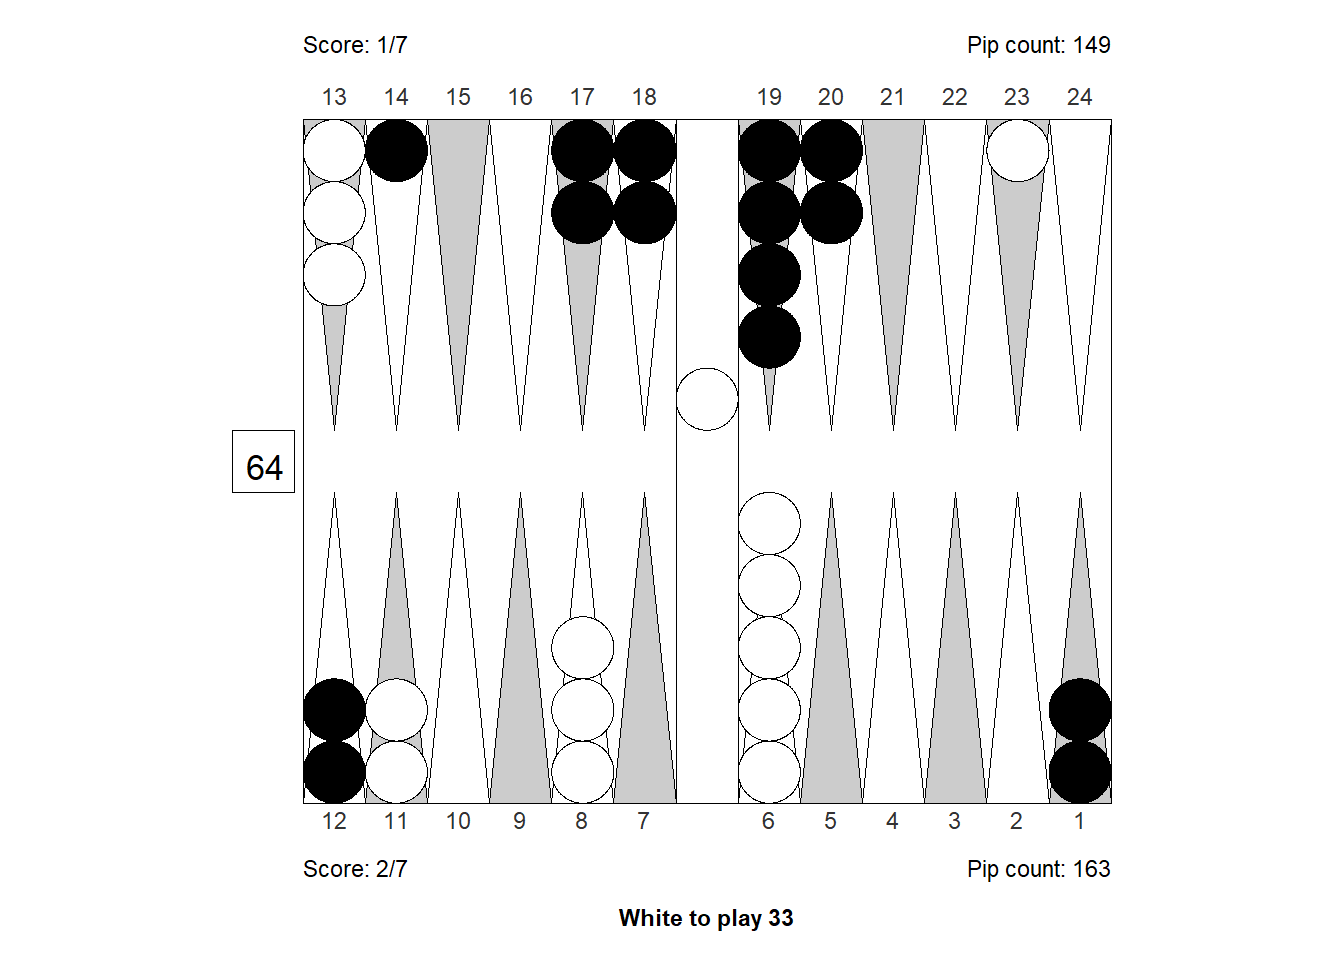 Score: 1/7 Pip count: 149
13 14 15 16 17 18 19 20 21 22 23 24
64
12 11 10 9 8 7 6 5 4 3 2 1
Score: 2/7 Pip count: 163
White to play 33